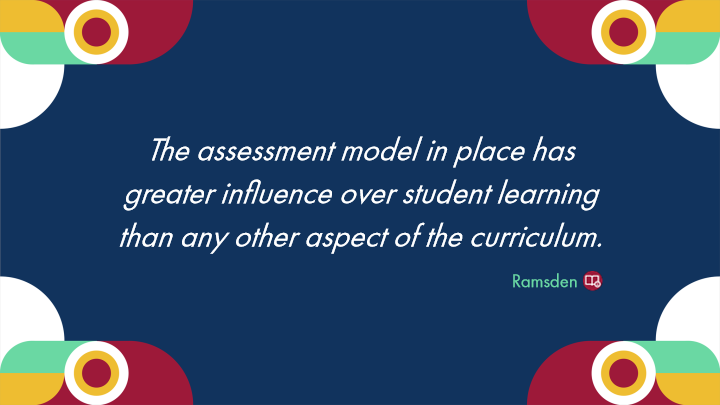 The assessment model in place has
greater influence over student learning
than any other aspect of the curriculum.
Ramsden